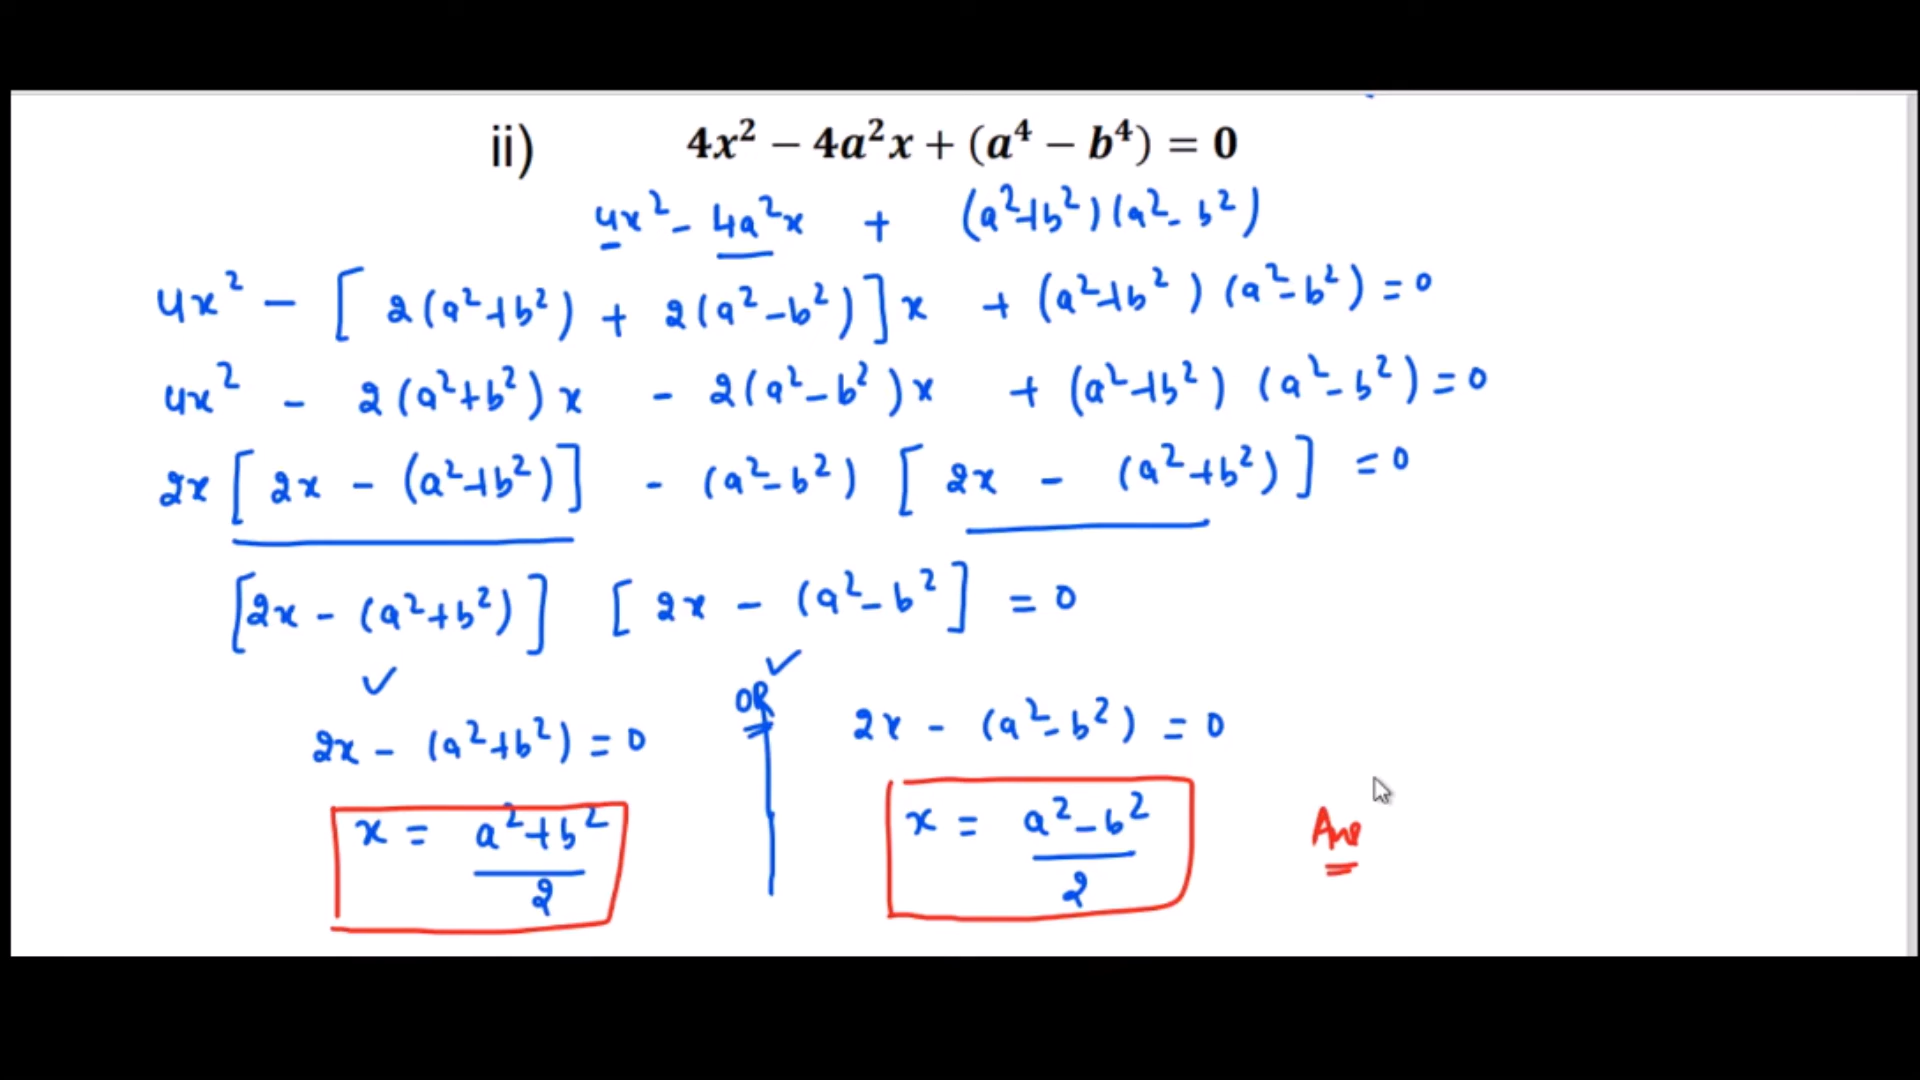 ii) 4x² − 4a²x + (a⁴ − b⁴) = 0
4x² - 4a²x + (a²+b²)(a²-b²)
4x² - [2(a²+b²) + 2(a²-b²)]x + (a²+b²)(a²-b²) = 0
4x² - 2(a²+b²)x - 2(a²-b²)x + (a²+b²)(a²-b²) = 0
2x[2x - (a²+b²)] - (a²-b²)[2x - (a²+b²)] = 0
[2x - (a²+b²)] [2x - (a²-b²] = 0
✓ OR ✓
2x - (a²+b²) = 0 2x - (a²-b²) = 0
x = a²+b²/2 x = a²-b²/2 Ans